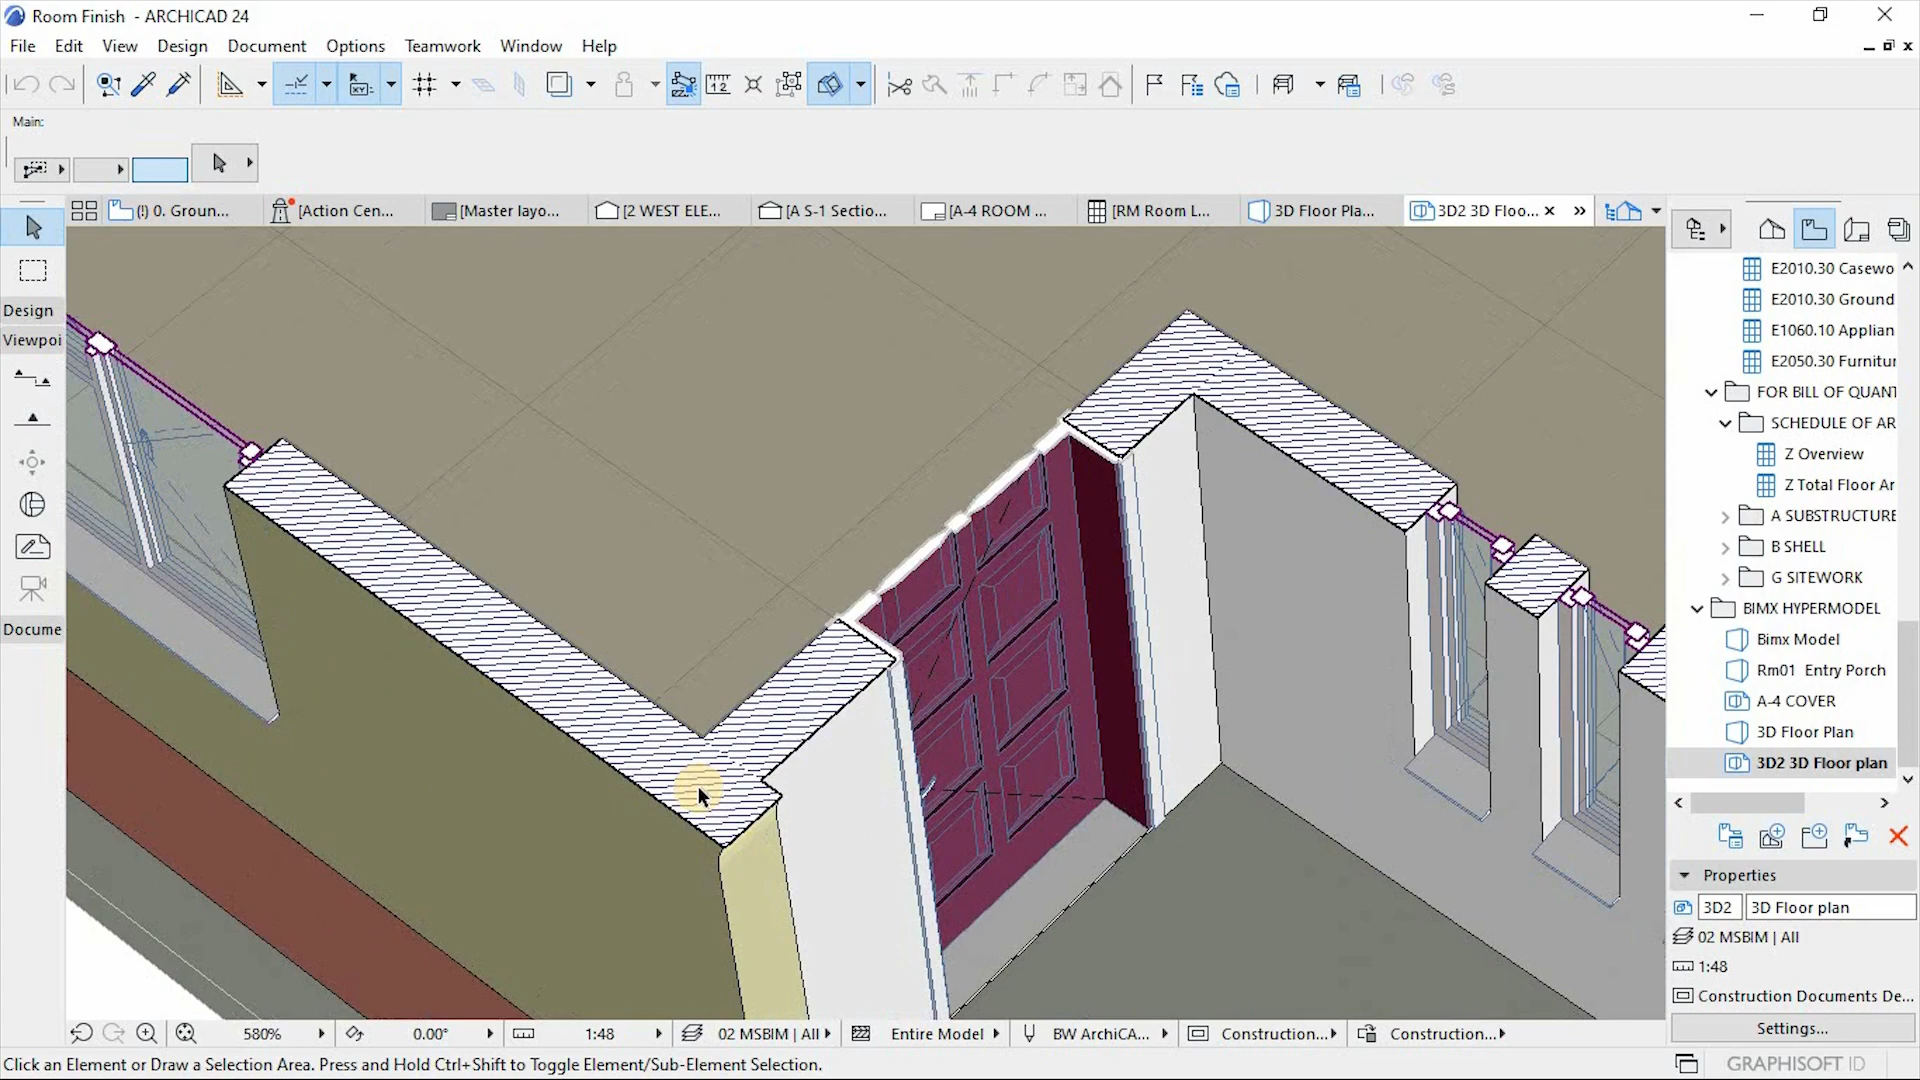 Room Finish - ARCHICAD 24
File Edit View Design Document Options Teamwork Window Help
Main:
(!) 0. Groun...
[Action Cen...
[Master layo...
[2 WEST ELE...
[A S-1 Sectio...
[A-4 ROOM ...
[RM Room L...
3D Floor Pla...
3D2 3D Floo...
Design
Viewpoi
Docume
E2010.30 Casewo
E2010.30 Ground
E1060.10 Applian
E2050.30 Furnitur
FOR BILL OF QUANT
SCHEDULE OF AR
Z Overview
Z Total Floor Ar
A SUBSTRUCTURE
B SHELL
G SITEWORK
BIMX HYPERMODEL
Bimx Model
Rm01 Entry Porch
A-4 COVER
3D Floor Plan
3D2 3D Floor plan
Properties
3D2 3D Floor plan
02 MSBIM | All
1:48
Construction Documents De...
Settings...
580% 0.00° 1:48 02 MSBIM | All Entire Model BW ArchiCA... Construction... Construction...
Click an Element or Draw a Selection Area. Press and Hold Ctrl+Shift to Toggle Element/Sub-Element Selection.
GRAPHISOFT ID